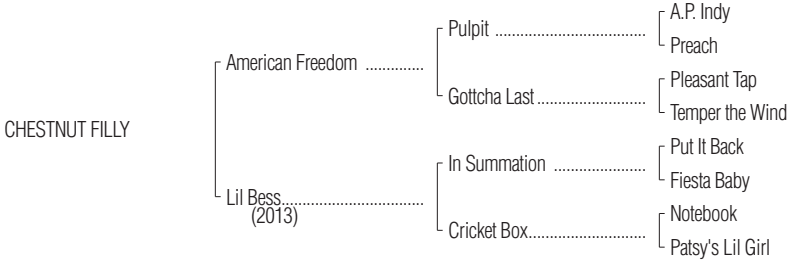 A.P. Indy
Pulpit ....................................
Preach
American Freedom ..............
Pleasant Tap
Gottcha Last..........................
Temper the Wind
CHESTNUT FILLY
Put It Back
In Summation ......................
Fiesta Baby
Lil Bess..................................
(2013)
Notebook
Cricket Box............................
Patsy's Lil Girl